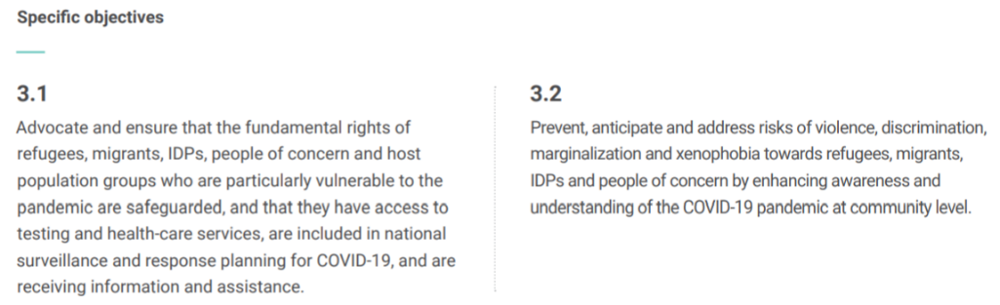 Specific objectives
3.1
Advocate and ensure that the fundamental rights of
refugees, migrants, IDPs, people of concern and host
population groups who are particularly vulnerable to the
pandemic are safeguarded, and that they have access to
testing and health-care services, are included in national
surveillance and response planning for COVID-19, and are
receiving information and assistance.
3.2
Prevent, anticipate and address risks of violence, discrimination,
marginalization and xenophobia towards refugees, migrants,
IDPs and people of concern by enhancing awareness and
understanding of the COVID-19 pandemic at community level.